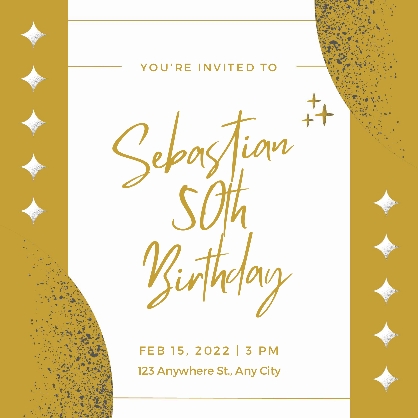 YOU'RE INVITED TO
Sebastian
50th
Birthday
FEB 15, 2022 | 3 PM
123 Anywhere St., Any City